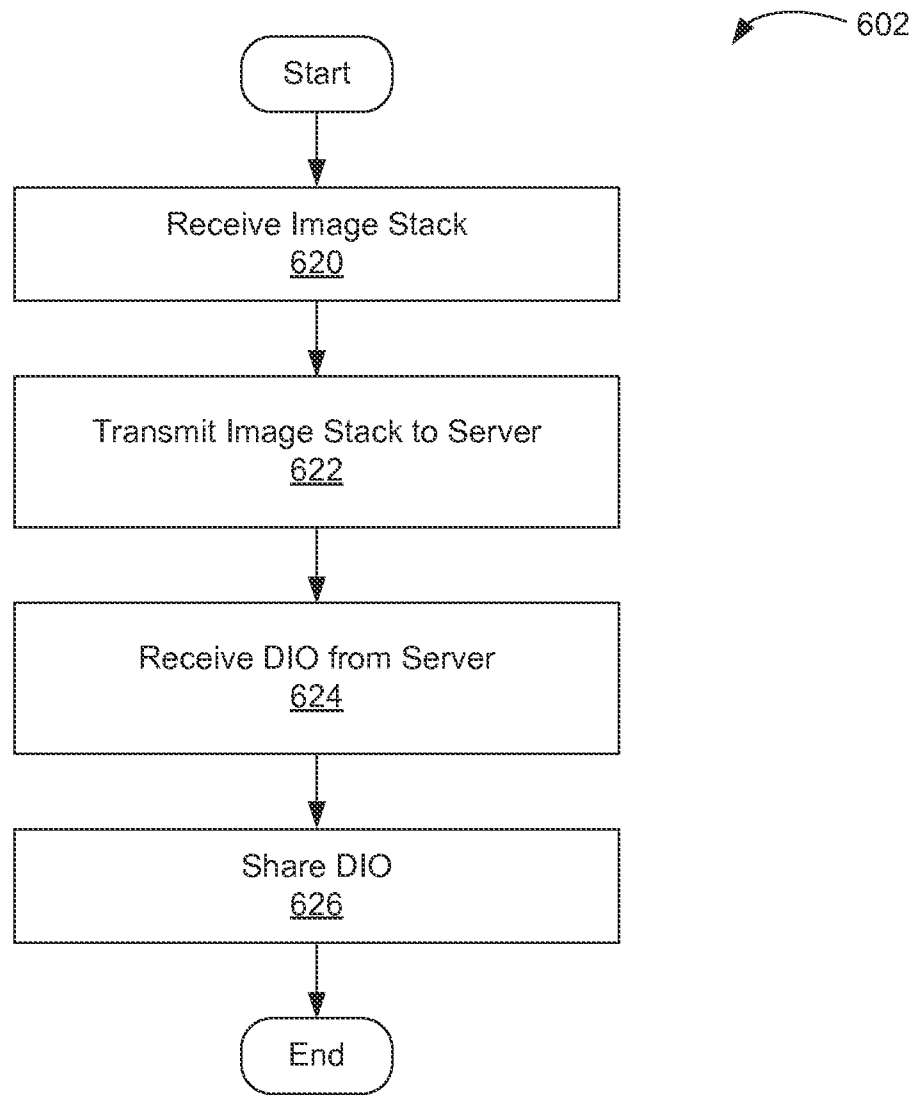 602
Start
Receive Image Stack
620
Transmit Image Stack to Server
622
Receive DIO from Server
624
Share DIO
626
End